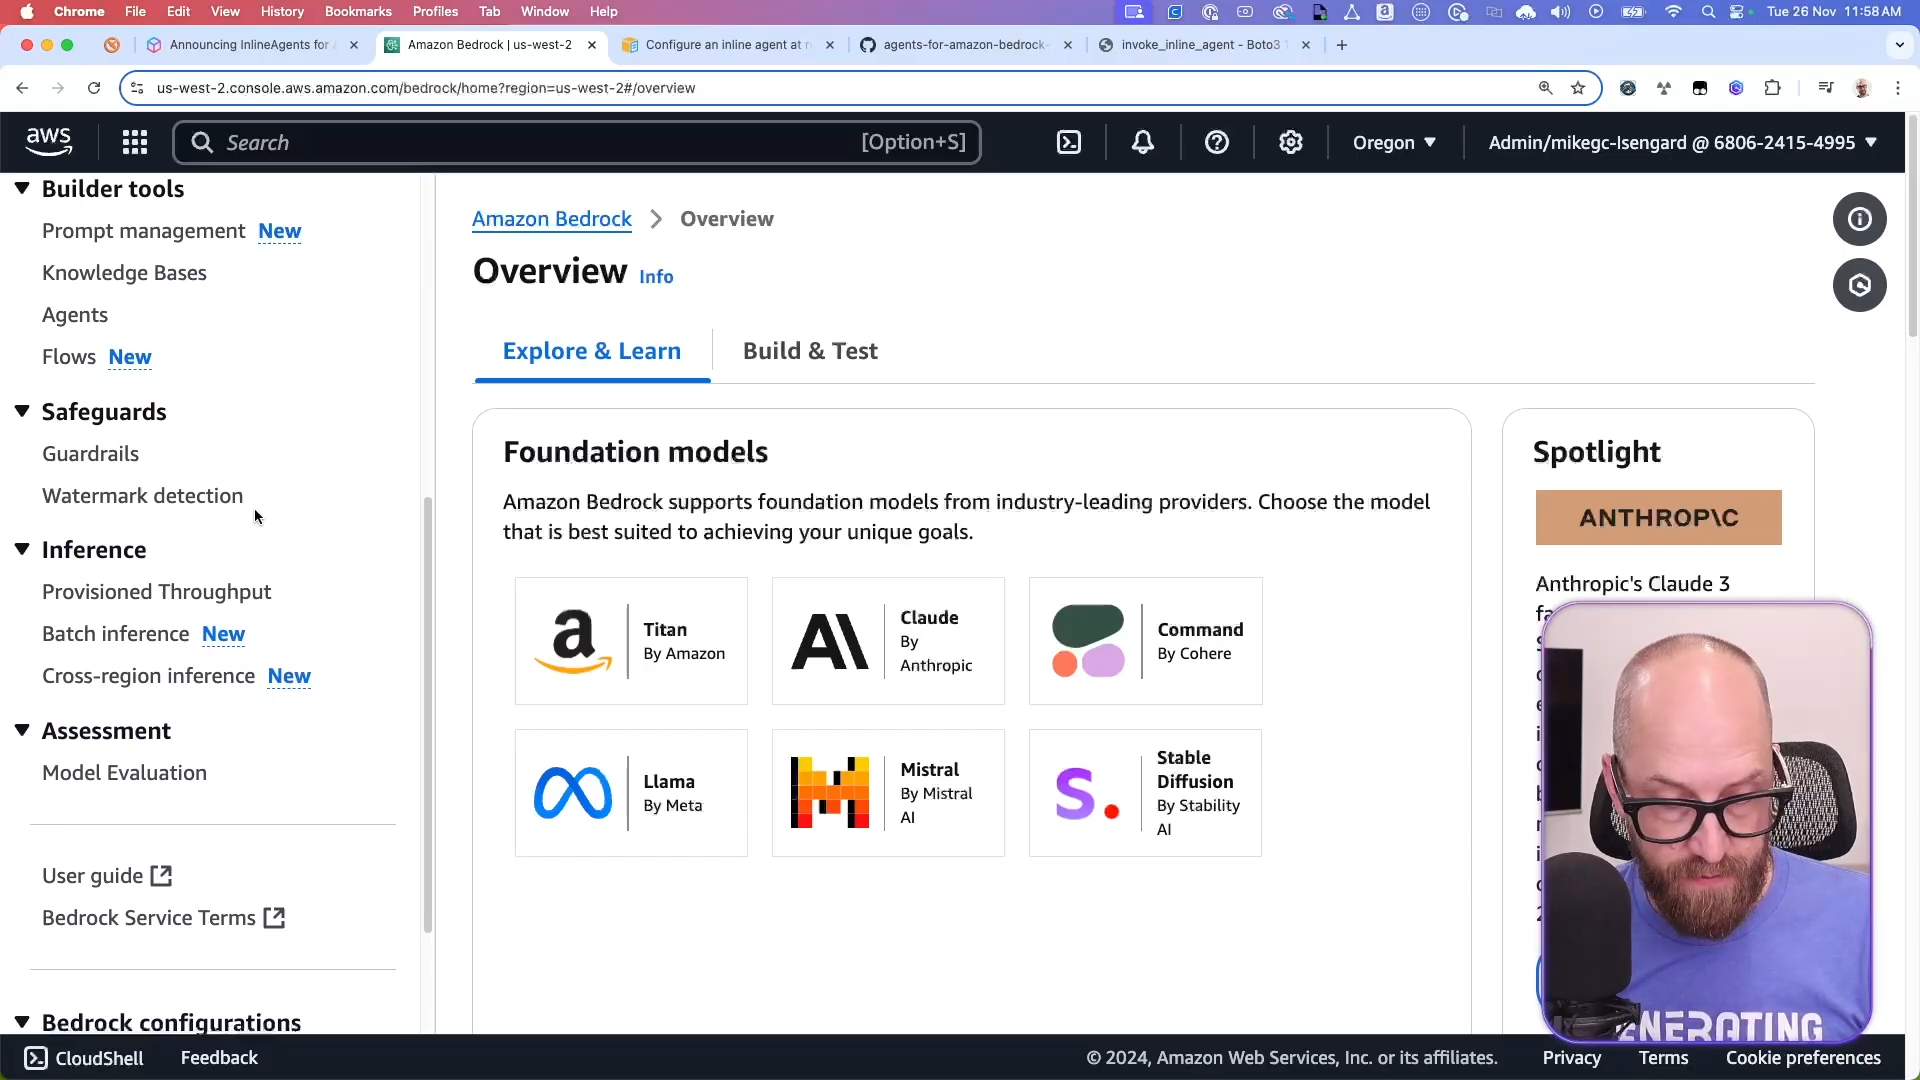 Chrome File Edit View History Bookmarks Profiles Tab Window Help
Tue 26 Nov 11:58 AM
Announcing InlineAgents for
Amazon Bedrock | us-west-2
Configure an inline agent at r
agents-for-amazon-bedrock-
invoke_inline_agent - Boto3
us-west-2.console.aws.amazon.com/bedrock/home?region=us-west-2#/overview
aws
Search
[Option+S]
Oregon
Admin/mikegc-Isengard @ 6806-2415-4995
Builder tools
Prompt management New
Knowledge Bases
Agents
Flows New
Safeguards
Guardrails
Watermark detection
Inference
Provisioned Throughput
Batch inference New
Cross-region inference New
Assessment
Model Evaluation
User guide
Bedrock Service Terms
Bedrock configurations
Amazon Bedrock > Overview
Overview Info
Explore & Learn
Build & Test
Foundation models
Amazon Bedrock supports foundation models from industry-leading providers. Choose the model
that is best suited to achieving your unique goals.
Titan
By Amazon
Claude
By
Anthropic
Command
By Cohere
Llama
By Meta
Mistral
By Mistral
AI
Stable
Diffusion
By Stability
AI
Spotlight
ANTHROP\C
Anthropic's Claude 3
CloudShell
Feedback
© 2024, Amazon Web Services, Inc. or its affiliates.
Privacy
Terms
Cookie preferences